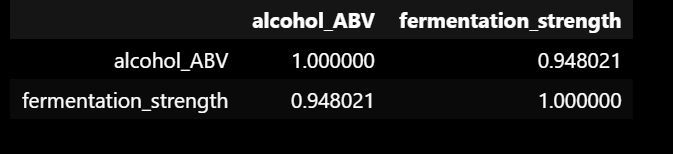 alcohol_ABV fermentation_strength
alcohol_ABV 1.000000 0.948021
fermentation_strength 0.948021 1.000000